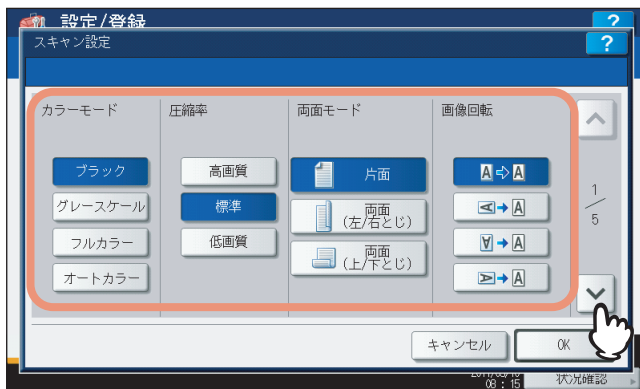 設定/登録
?
スキャン設定
?
カラーモード
圧縮率
両面モード
画像回転
ブラック
高画質
片面
A⇨A
グレースケール
標準
両面
(左/右とじ)
A→A
1
5
フルカラー
低画質
両面
(上/下とじ)
A→A
オートカラー
A→A
キャンセル
OK
08:15
状況確認